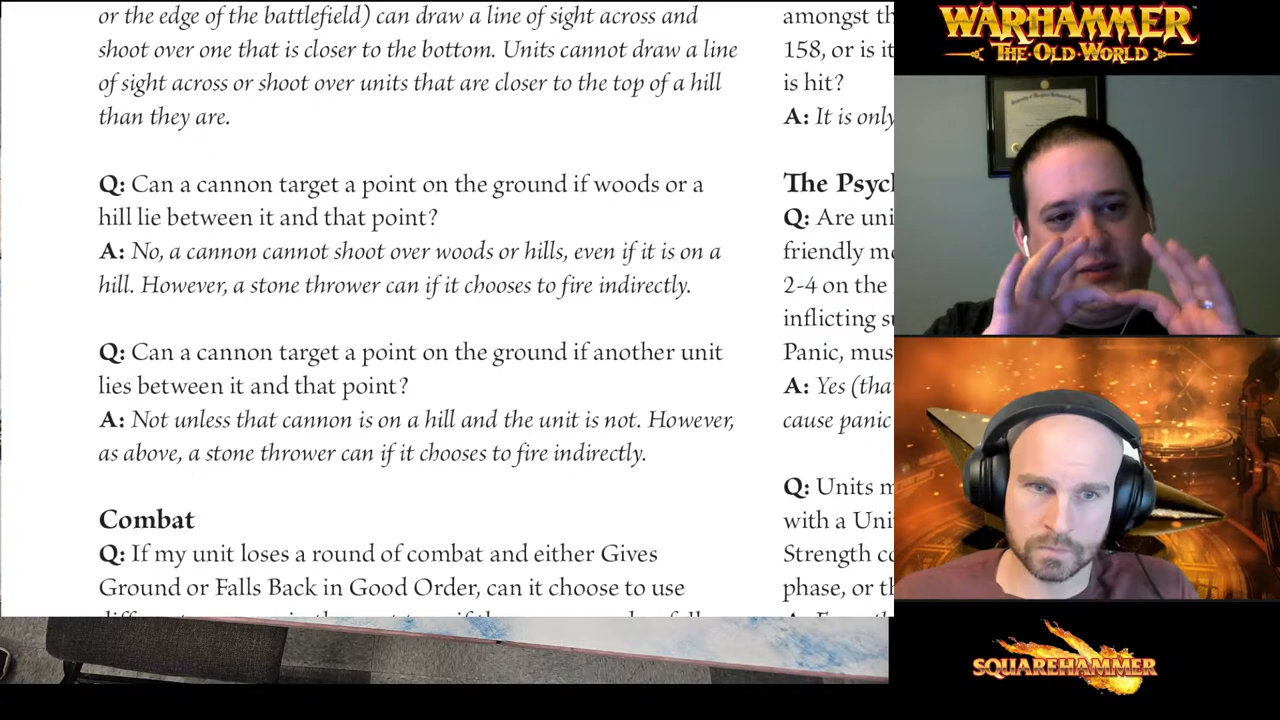 or the edge of the battlefield) can draw a line of sight across and
shoot over one that is closer to the bottom. Units cannot draw a line
of sight across or shoot over units that are closer to the top of a hill
than they are.
Q: Can a cannon target a point on the ground if woods or a
hill lie between it and that point?
A: No, a cannon cannot shoot over woods or hills, even if it is on a
hill. However, a stone thrower can if it chooses to fire indirectly.
Q: Can a cannon target a point on the ground if another unit
lies between it and that point?
A: Not unless that cannon is on a hill and the unit is not. However,
as above, a stone thrower can if it chooses to fire indirectly.
Combat
Q: If my unit loses a round of combat and either Gives
Ground or Falls Back in Good Order, can it choose to use
amongst th
158, or is it
is hit?
A: It is only
The Psych
Q: Are uni
friendly mo
2-4 on the
inflicting su
Panic, mus
A: Yes (tha
cause panic
Q: Units m
with a Uni
Strength co
phase, or th
WARHAMMER
THE OLD WORLD
SQUAREHAMMER